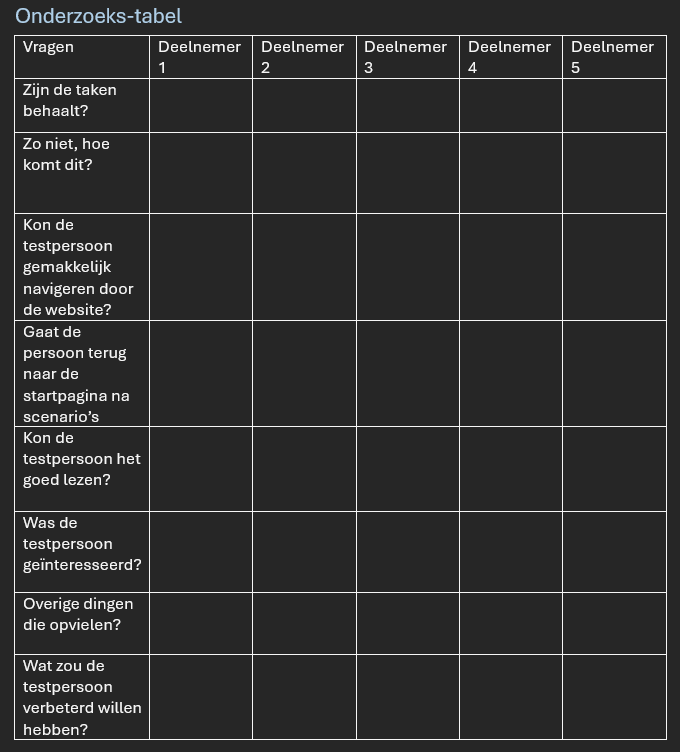 Onderzoeks-tabel
Vragen
Deelnemer
1
Deelnemer
2
Deelnemer
3
Deelnemer
4
Deelnemer
5
Zijn de taken
behaalt?
Zo niet, hoe
komt dit?
Kon de
testpersoon
gemakkelijk
navigeren door
de website?
Gaat de
persoon terug
naar de
startpagina na
scenario’s
Kon de
testpersoon het
goed lezen?
Was de
testpersoon
geïnteresseerd?
Overige dingen
die opvielen?
Wat zou de
testpersoon
verbeterd willen
hebben?